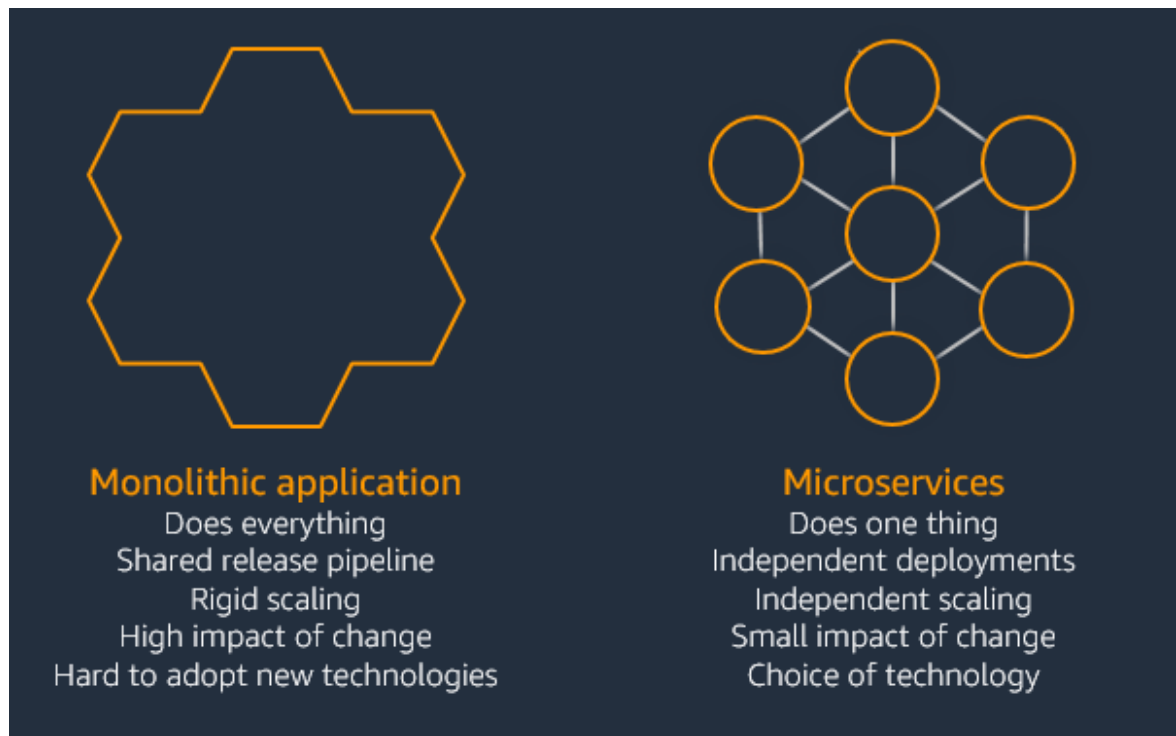 Monolithic application
Does everything
Shared release pipeline
Rigid scaling
High impact of change
Hard to adopt new technologies
Microservices
Does one thing
Independent deployments
Independent scaling
Small impact of change
Choice of technology